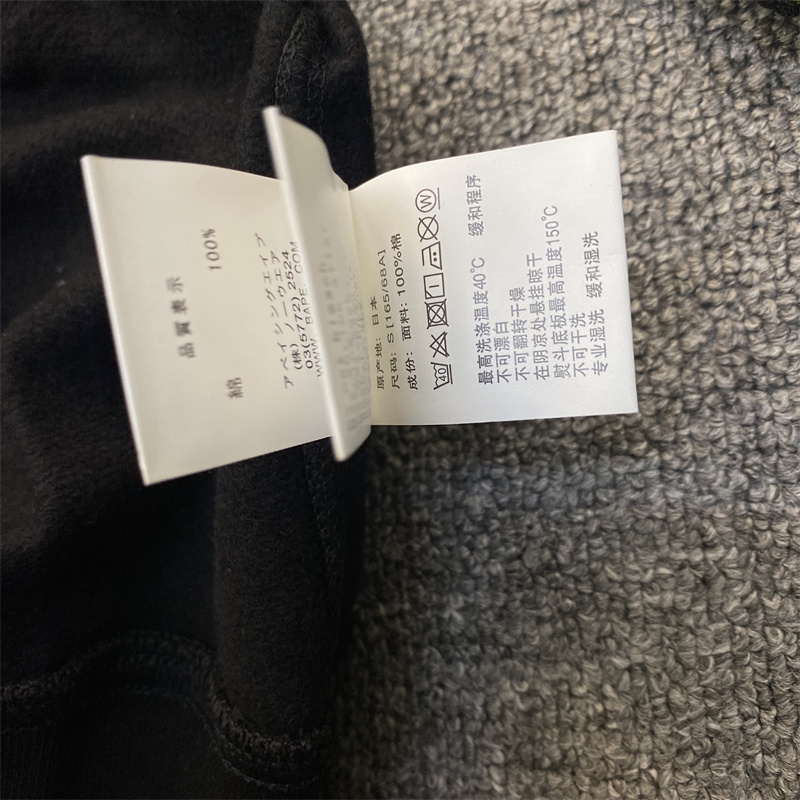 品質表示
綿 100%
アベイシングエイプ
(株)ノーウエア
03(5772)2524
WWW. BAPE. COM
原产地: 日本
尺码: S [165/68A]
成份: 面料: 100%棉
40 W
最高洗涤温度40℃ 缓和程序
不可漂白
不可翻转干燥
在阴凉处悬挂晾干
熨斗底板最高温度150℃
不可干洗
专业湿洗 缓和湿洗